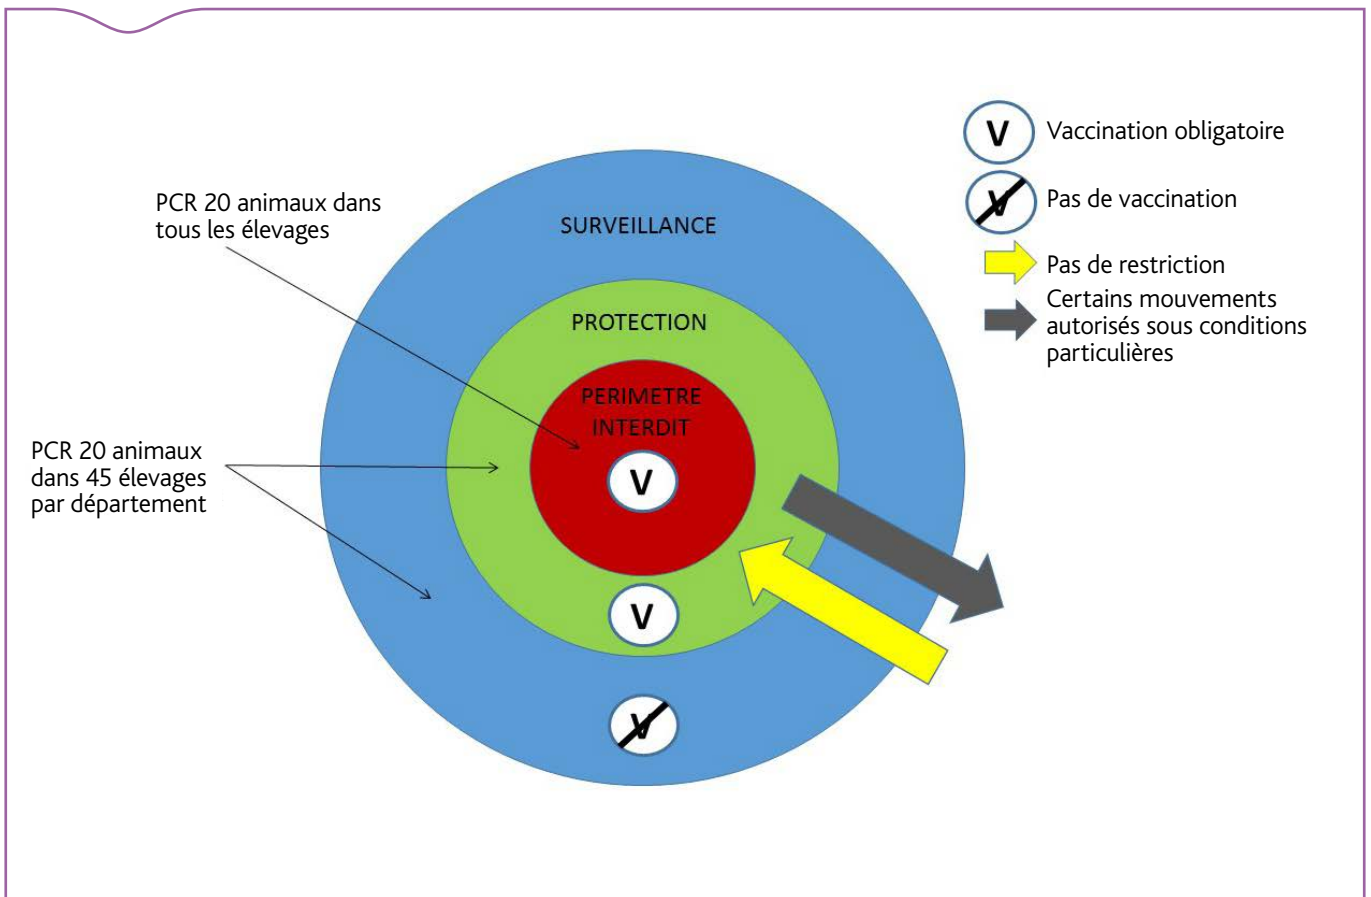 V
Vaccination obligatoire
PCR 20 animaux dans
tous les élevages
V
Pas de vaccination
SURVEILLANCE
Pas de restriction
Certains mouvements
autorisés sous conditions
particulières
PROTECTION
PERIMETRE
INTERDIT
PCR 20 animaux
dans 45 élevages
par département
V
V
V